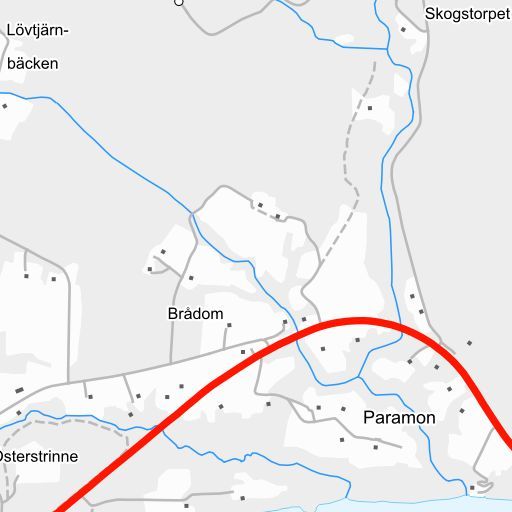 Skogstorpet
Lövtjärn-
bäcken
Brådom
Paramon
Österstrinne